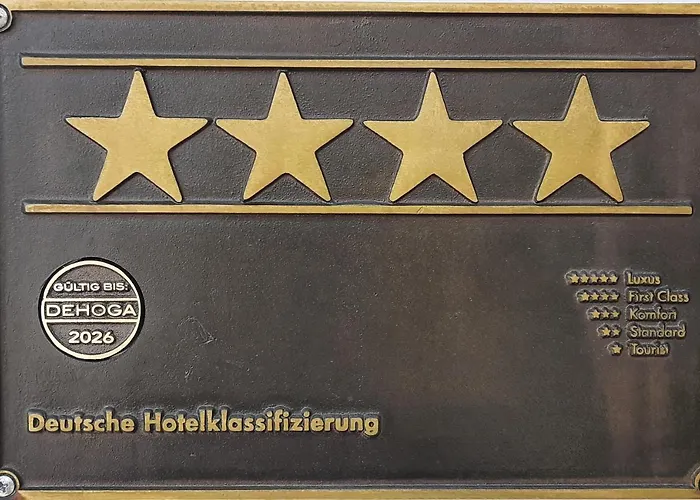 GÜLTIG BIS:
DEHOGA
2026
Luxus
First Class
Komfort
Standard
Tourist
Deutsche Hotelklassifizierung